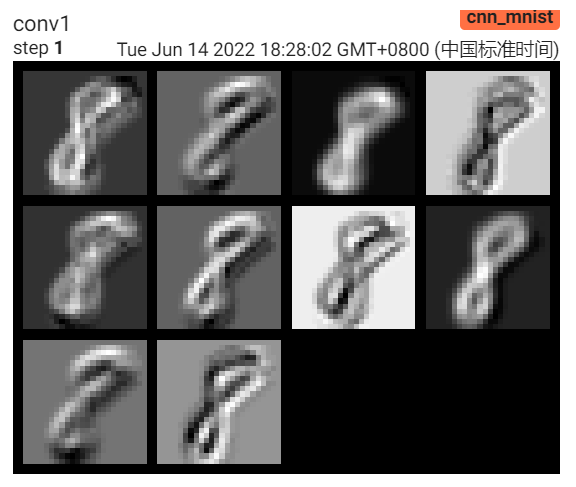 conv1
cnn_mnist
step 1
Tue Jun 14 2022 18:28:02 GMT+0800 (中国标准时间)